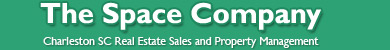 The Space Company
Charleston SC Real Estate Sales and Property Management